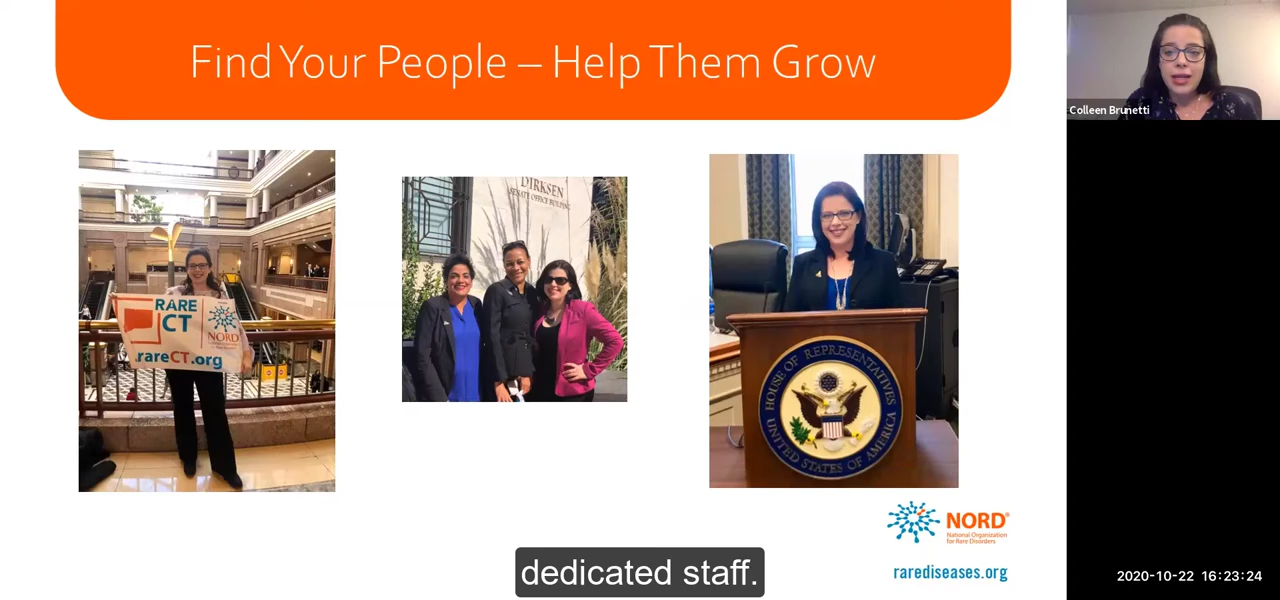 Find Your People – Help Them Grow
Colleen Brunetti
RARE
CT
NORD
rareCT.org
DIRKSEN
SENATE OFFICE BUILDING
HOUSE OF REPRESENTATIVES
UNITED STATES OF AMERICA
NORD®
National Organization
for Rare Disorders
rarediseases.org
dedicated staff.
2020-10-22 16:23:24